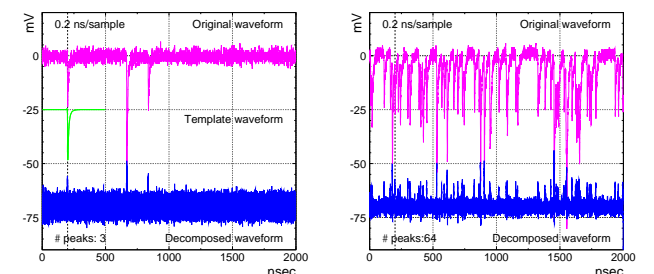 mV
0.2 ns/sample Original waveform
0
-25
Template waveform
-50
-75
# peaks: 3 Decomposed waveform
0 500 1000 1500 2000
nsec
mV
0.2 ns/sample Original waveform
0
-25
-50
-75
# peaks:64 Decomposed waveform
0 500 1000 1500 2000
nsec